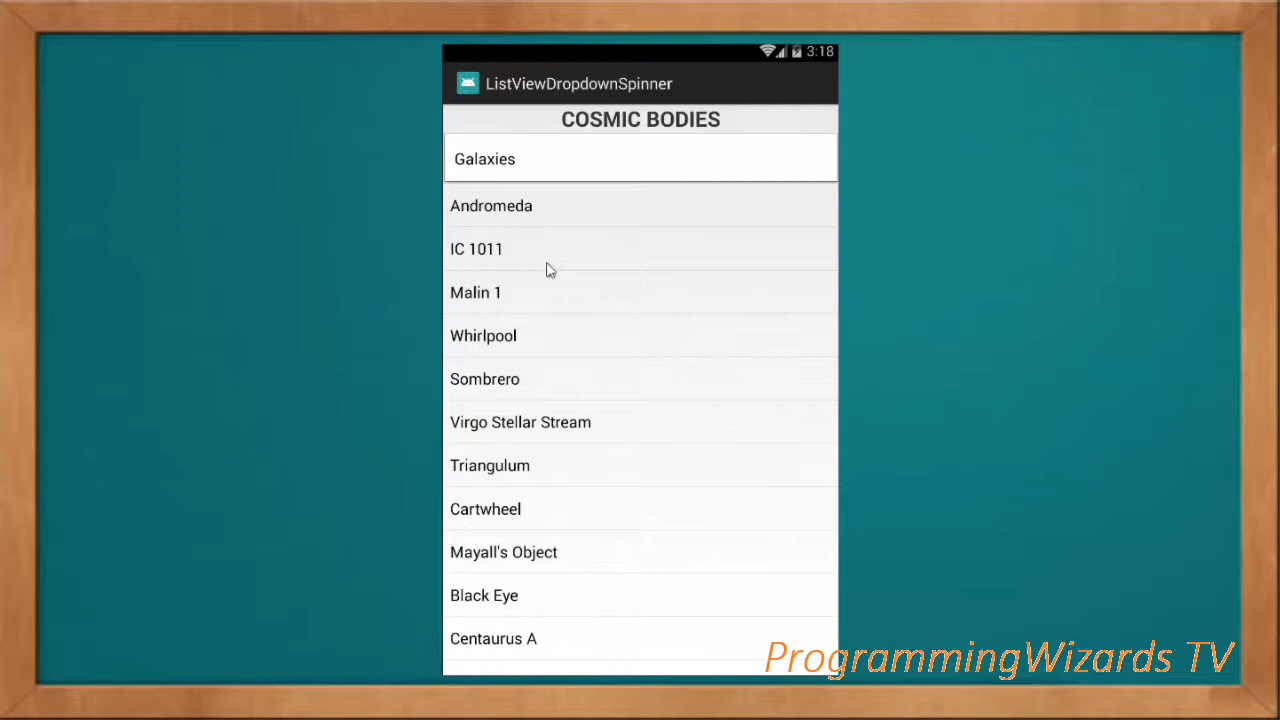 3:18
ListViewDropdownSpinner
COSMIC BODIES
Galaxies
Andromeda
IC 1011
Malin 1
Whirlpool
Sombrero
Virgo Stellar Stream
Triangulum
Cartwheel
Mayall's Object
Black Eye
Centaurus A
ProgrammingWizards TV